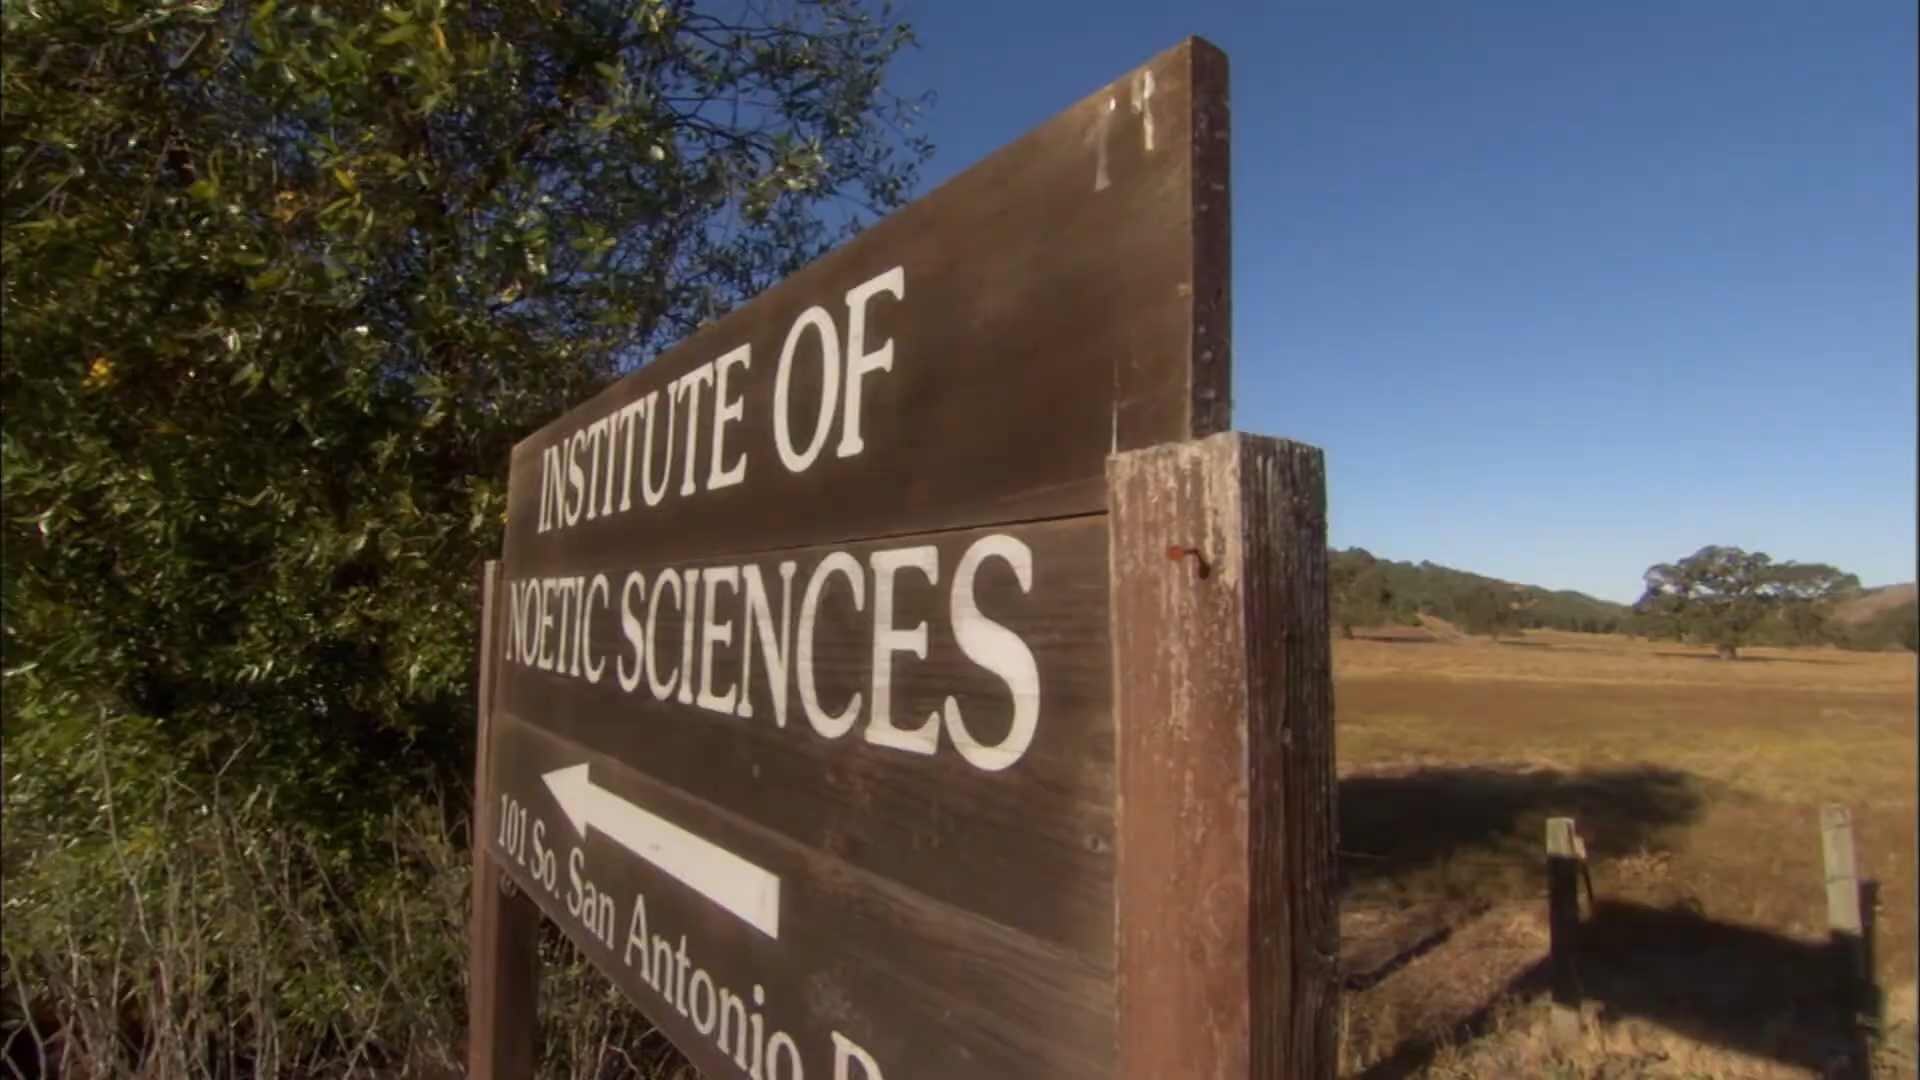 INSTITUTE OF
NOETIC SCIENCES
101 So. San Antonio